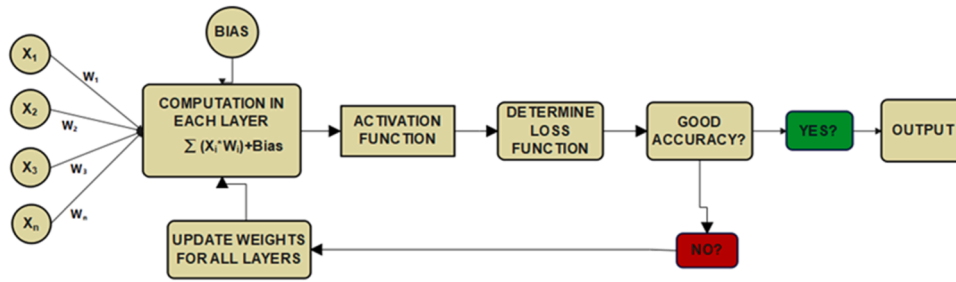 BIAS
X₁
W₁
X₂
W₂
X₃
W₃
Xₙ
Wₙ
COMPUTATION IN
EACH LAYER
∑ (Xᵢ*Wᵢ)+Bias
ACTIVATION
FUNCTION
DETERMINE
LOSS
FUNCTION
GOOD
ACCURACY?
YES?
OUTPUT
NO?
UPDATE WEIGHTS
FOR ALL LAYERS